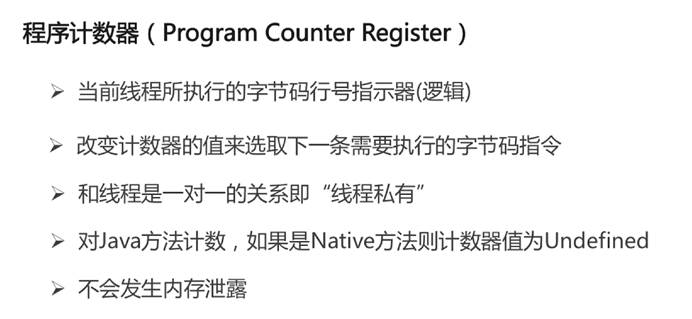 程序计数器（Program Counter Register）
➢ 当前线程所执行的字节码行号指示器(逻辑)
➢ 改变计数器的值来选取下一条需要执行的字节码指令
➢ 和线程是一对一的关系即“线程私有”
➢ 对Java方法计数，如果是Native方法则计数器值为Undefined
➢ 不会发生内存泄露